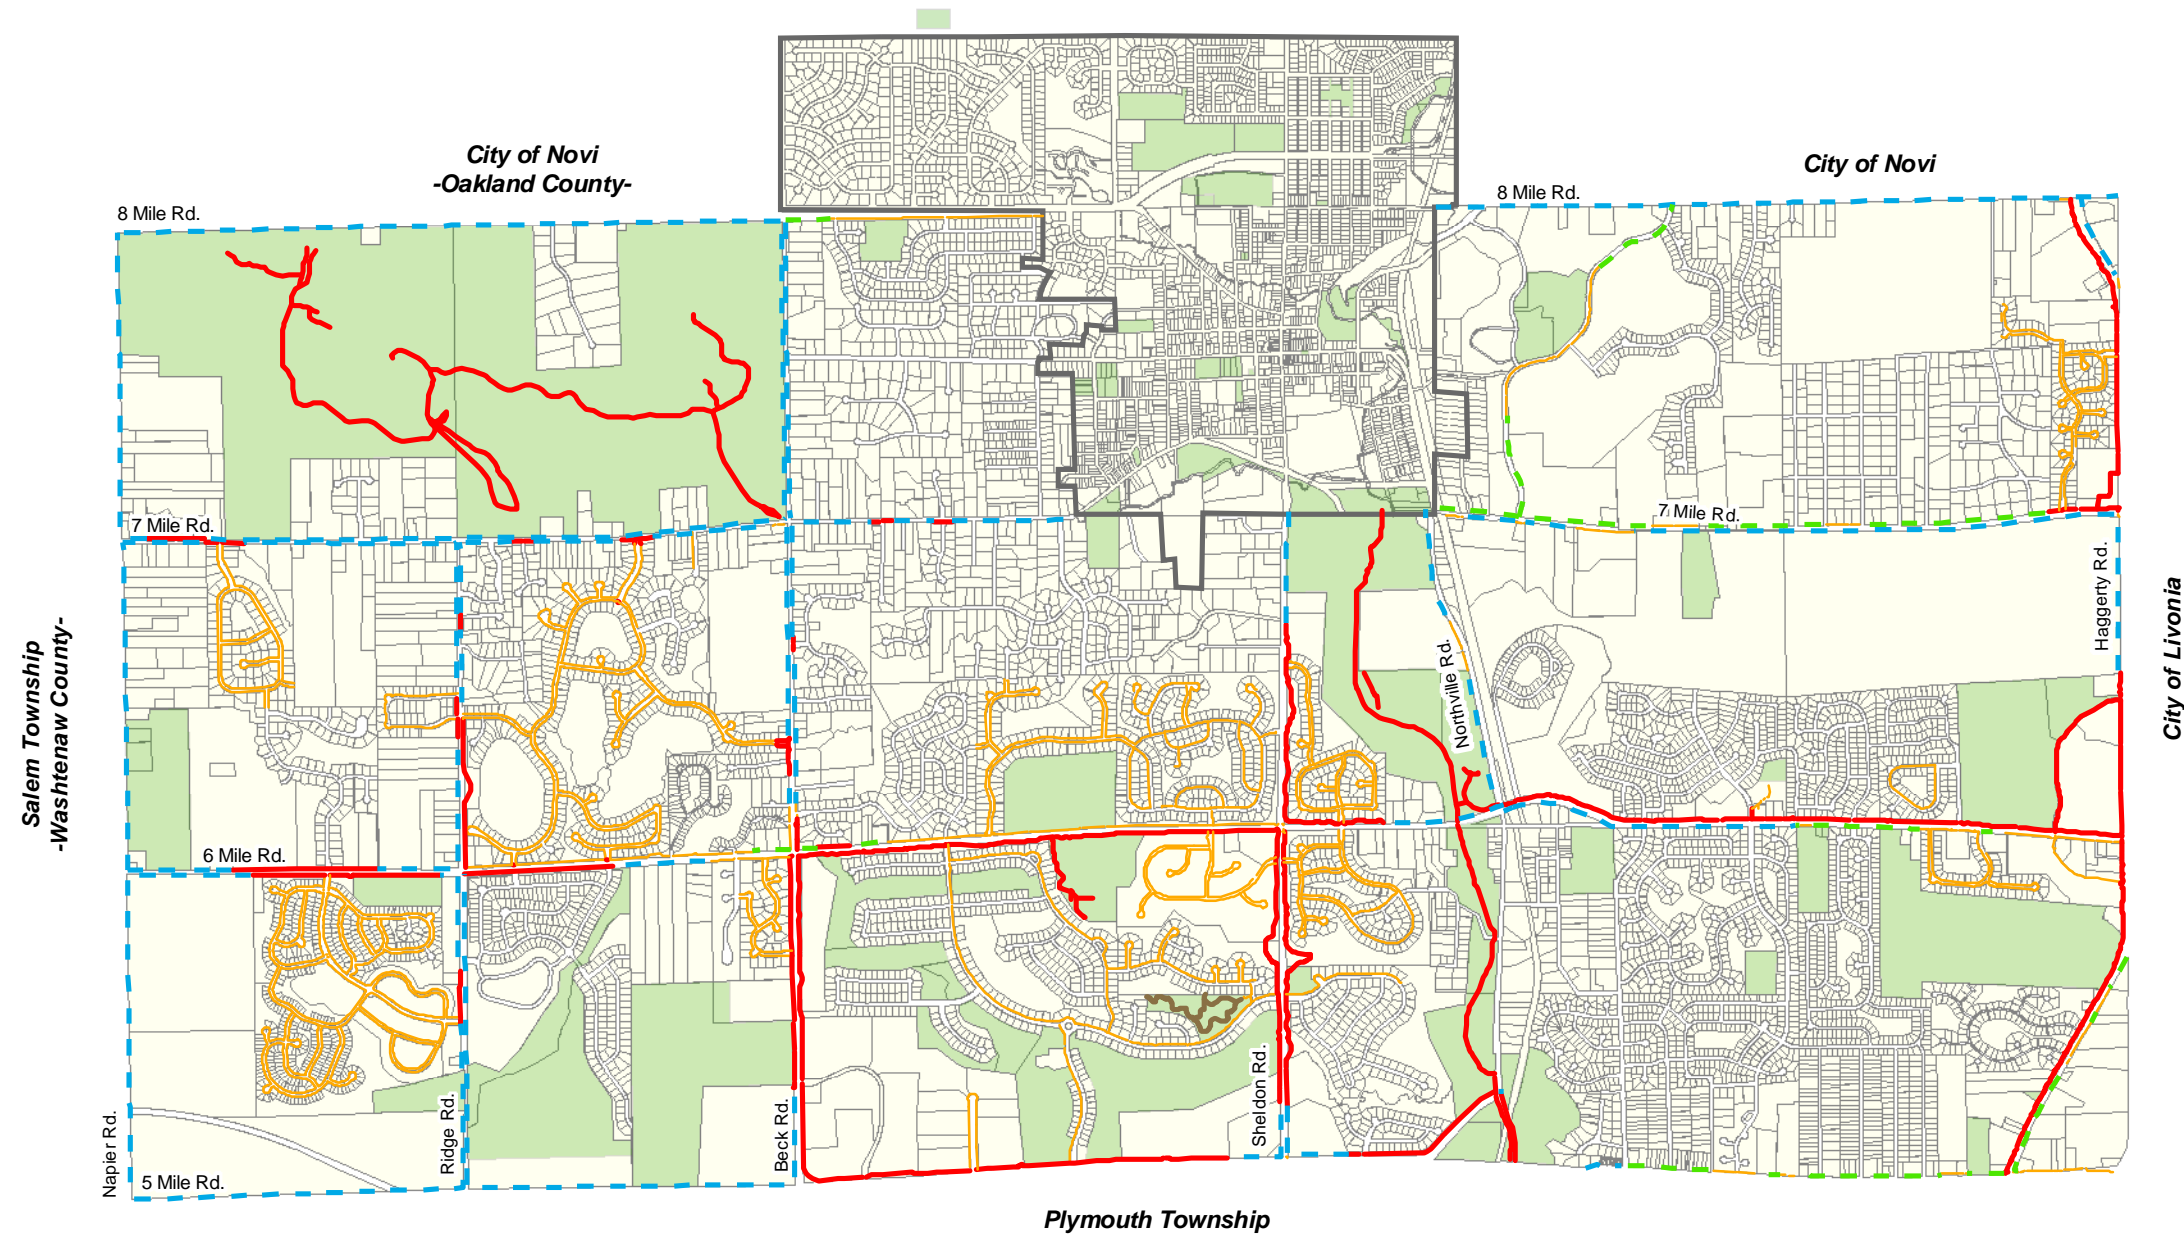 City of Novi
-Oakland County-
City of Novi
8 Mile Rd.
8 Mile Rd.
7 Mile Rd.
7 Mile Rd.
Haggerty Rd.
Salem Township
-Washtenaw County-
City of Livonia
Northville Rd.
6 Mile Rd.
Napier Rd.
Ridge Rd.
Beck Rd.
Sheldon Rd.
5 Mile Rd.
Plymouth Township